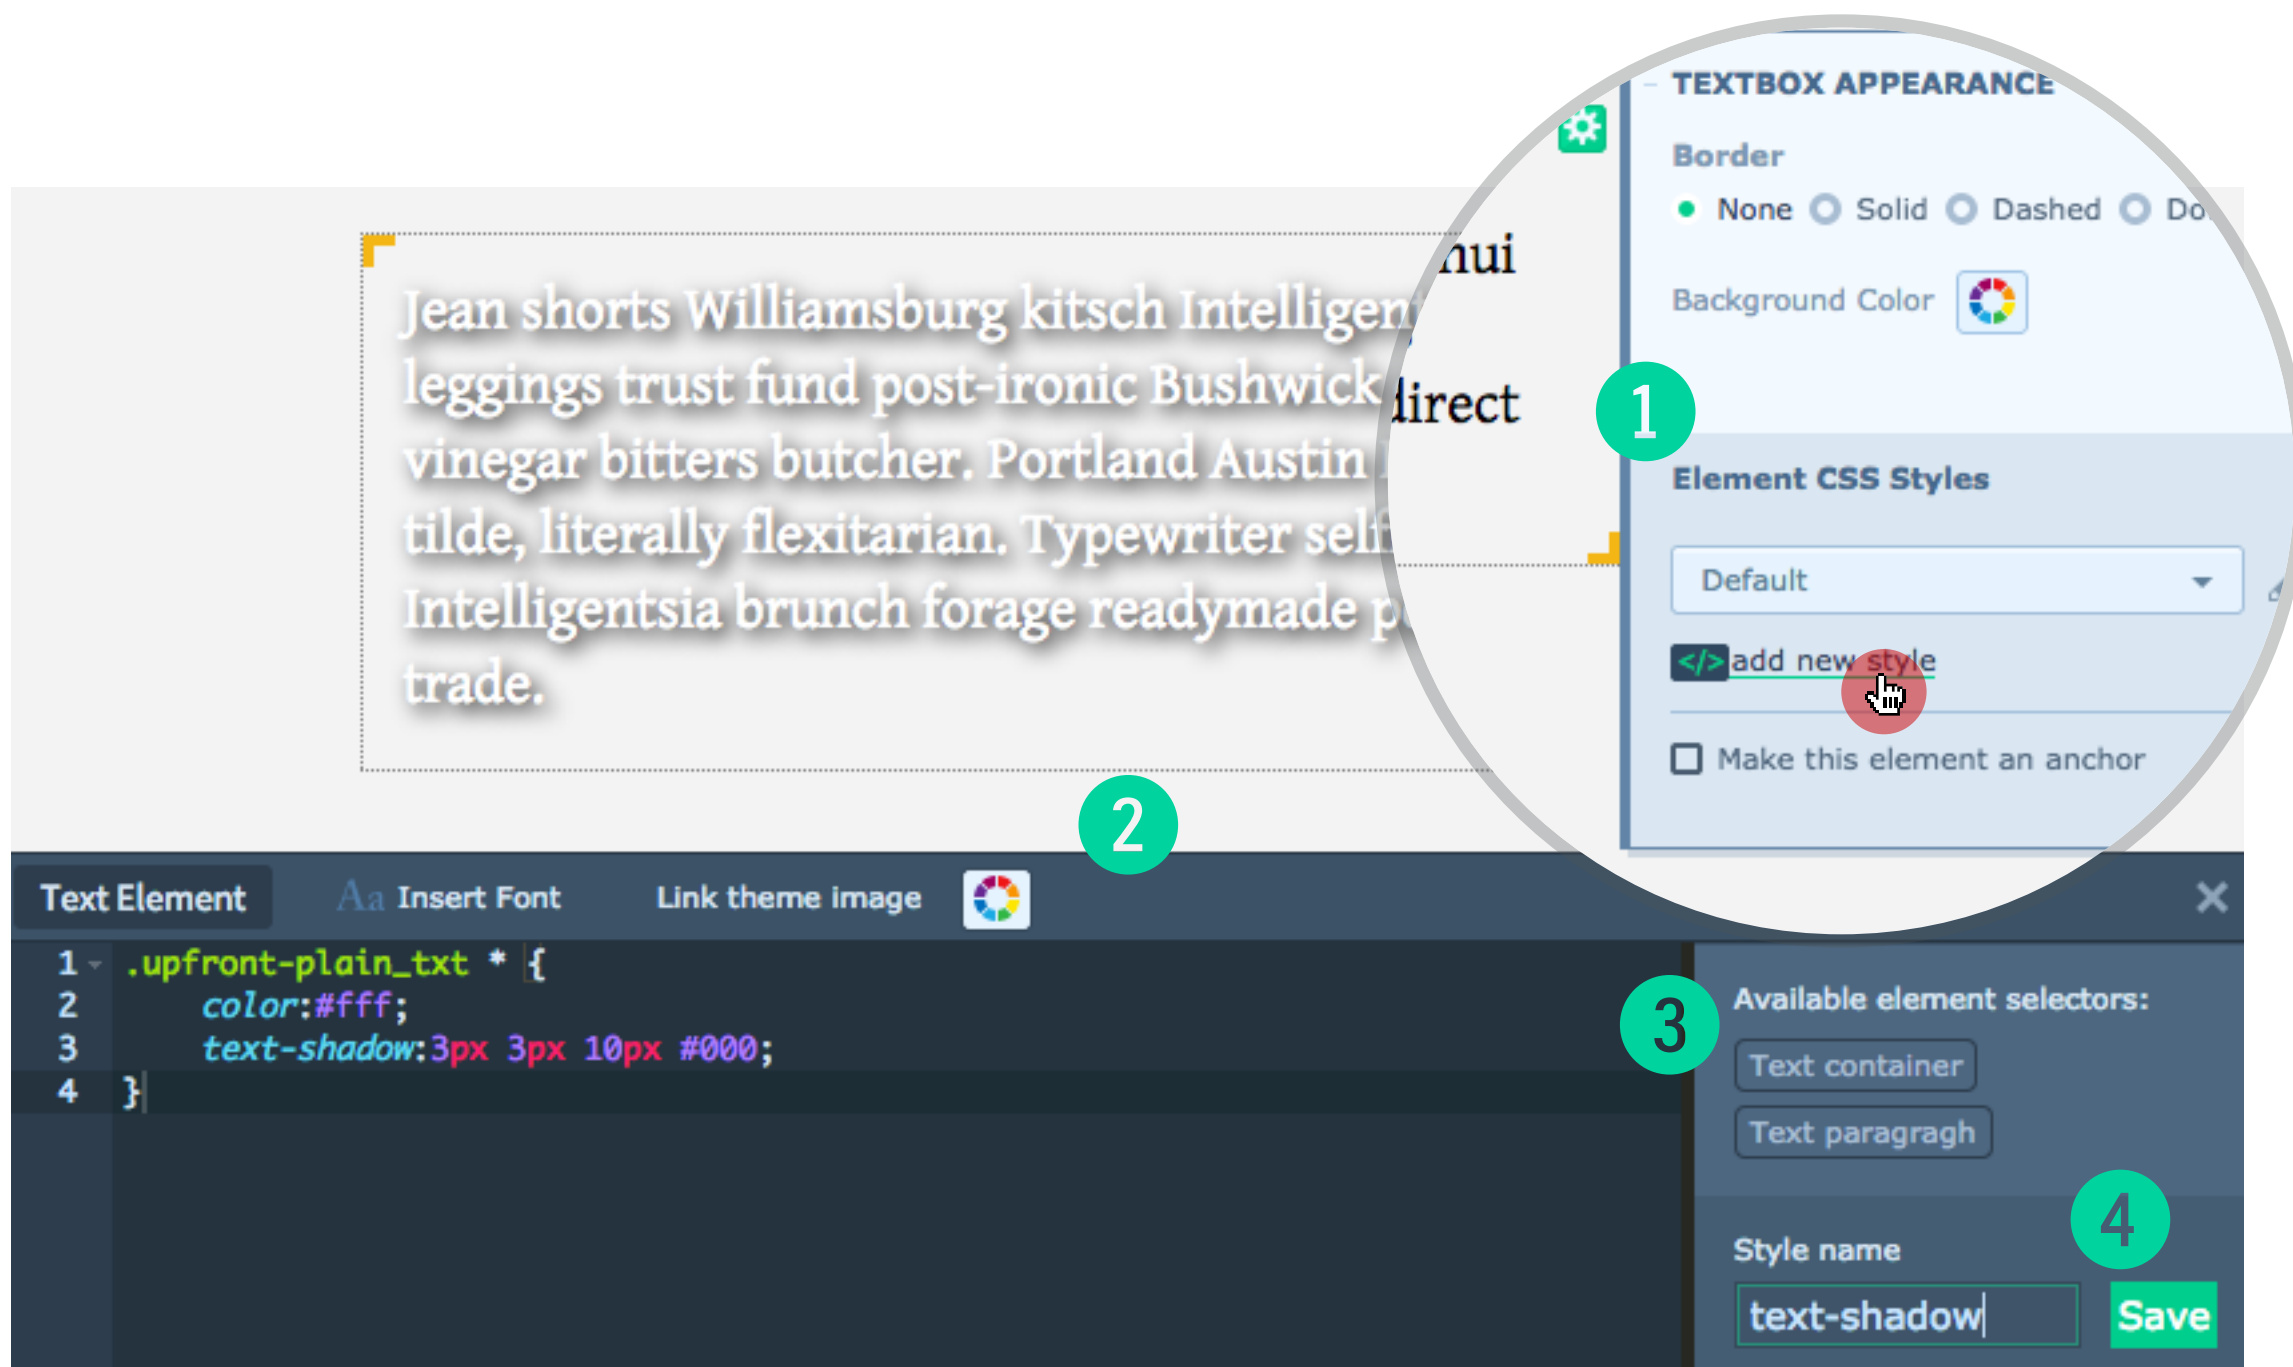 TEXTBOX APPEARANCE
Border
None Solid Dashed
Background Color
1
Element CSS Styles
Default
</> add new style
Make this element an anchor
direct
Jean shorts Williamsburg kitsch
leggings trust fund post-ironic Bushwick
vinegar bitters butcher. Portland Austin
tilde, literally flexitarian. Typewriter
Intelligentsia brunch forage readymade
trade.
2
Text Element Aa Insert Font Link theme image
1 .upfront-plain_txt * {
2 color:#fff;
3 text-shadow:3px 3px 10px #000;
4 }
3
Available element selectors:
Text container
Text paragragh
4
Style name
text-shadow
Save